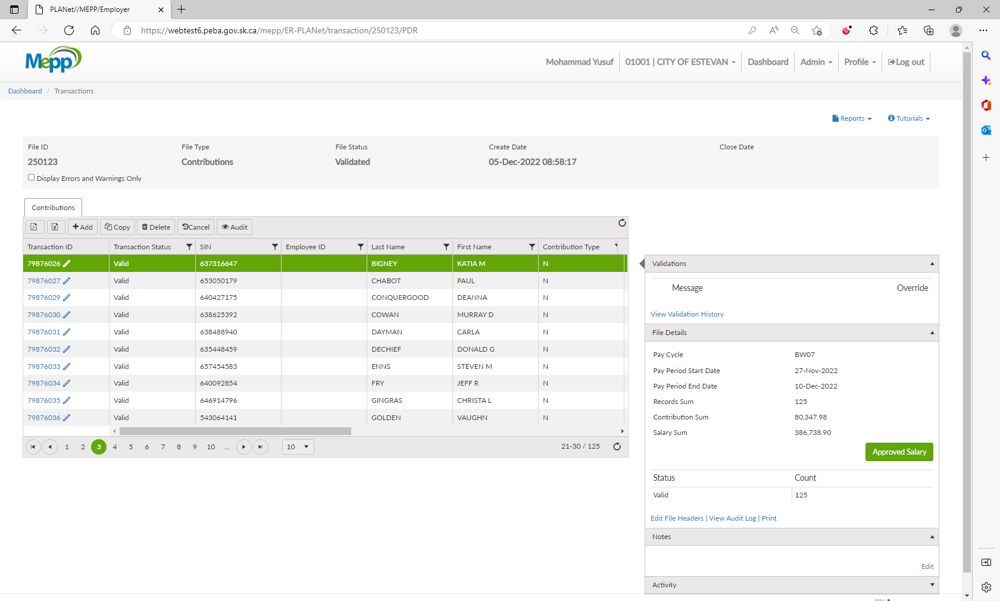 PLANet//MEPP/Employer
https://webtest6.peba.gov.sk.ca/mepp/ER-PLANet/transaction/250123/PDR
Mepp
Mohammad Yusuf
01001 | CITY OF ESTEVAN
Dashboard
Admin
Profile
Log out
Dashboard / Transactions
Reports
Tutorials
File ID File Type File Status Create Date Close Date
250123 Contributions Validated 05-Dec-2022 08:58:17
Display Errors and Warnings Only
Contributions
Add Copy Delete Cancel Audit
Transaction ID Transaction Status SIN Employee ID Last Name First Name Contribution Type
79876026 Valid 637316647 BIGNEY KATIA M N
79876027 Valid 653050179 CHABOT PAUL N
79876029 Valid 640427175 CONQUERGOOD DEANNA N
79876030 Valid 638625392 COWAN MURRAY D N
79876031 Valid 638488940 DAYMAN CARLA N
79876032 Valid 635448459 DECHIEF DONALD G N
79876033 Valid 657454583 ENNS STEVEN M N
79876034 Valid 640092854 FRY JEFF R N
79876035 Valid 646914796 GINGRAS CHRISTA L N
79876036 Valid 543064141 GOLDEN VAUGHN N
1 2 3 4 5 6 7 8 9 10 ... 10 21-30 / 125
Validations
Message Override
View Validation History
File Details
Pay Cycle BW07
Pay Period Start Date 27-Nov-2022
Pay Period End Date 10-Dec-2022
Records Sum 125
Contribution Sum 80,347.98
Salary Sum 386,738.90
Approved Salary
Status Count
Valid 125
Edit File Headers | View Audit Log | Print
Notes
Edit
Activity